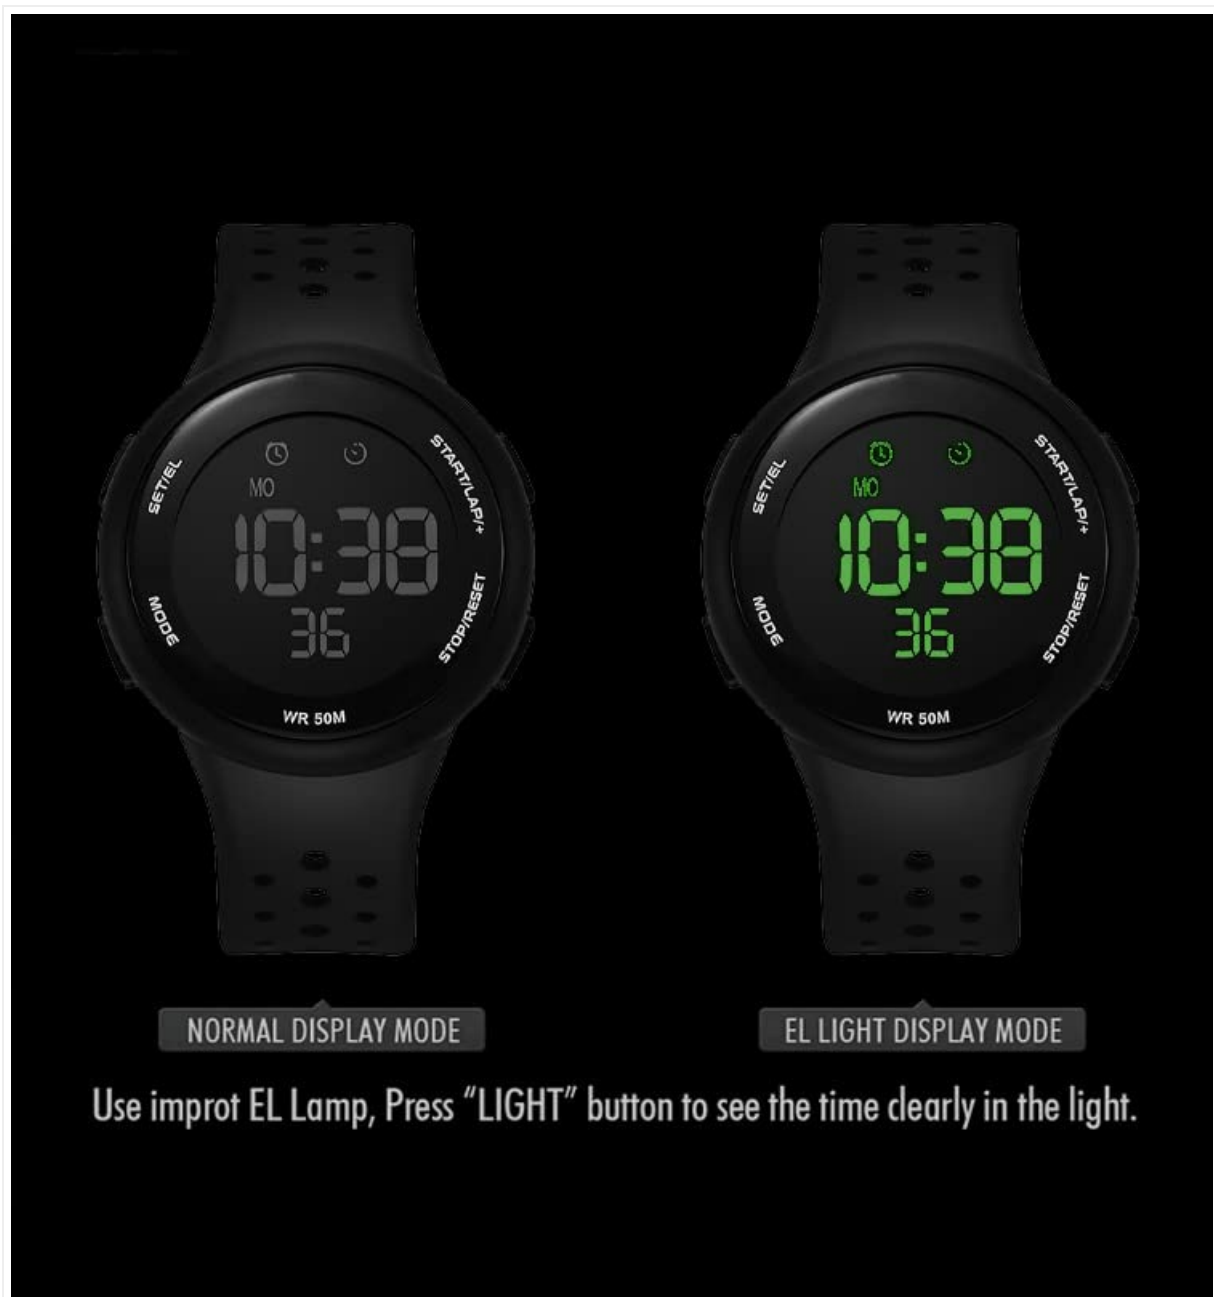 SET/EL
START/LAP/+
MO
10:38
36
MODE
STOP/RESET
WR 50M
SET/EL
START/LAP/+
MO
10:38
36
MODE
STOP/RESET
WR 50M
NORMAL DISPLAY MODE
EL LIGHT DISPLAY MODE
Use improt EL Lamp, Press “LIGHT” button to see the time clearly in the light.